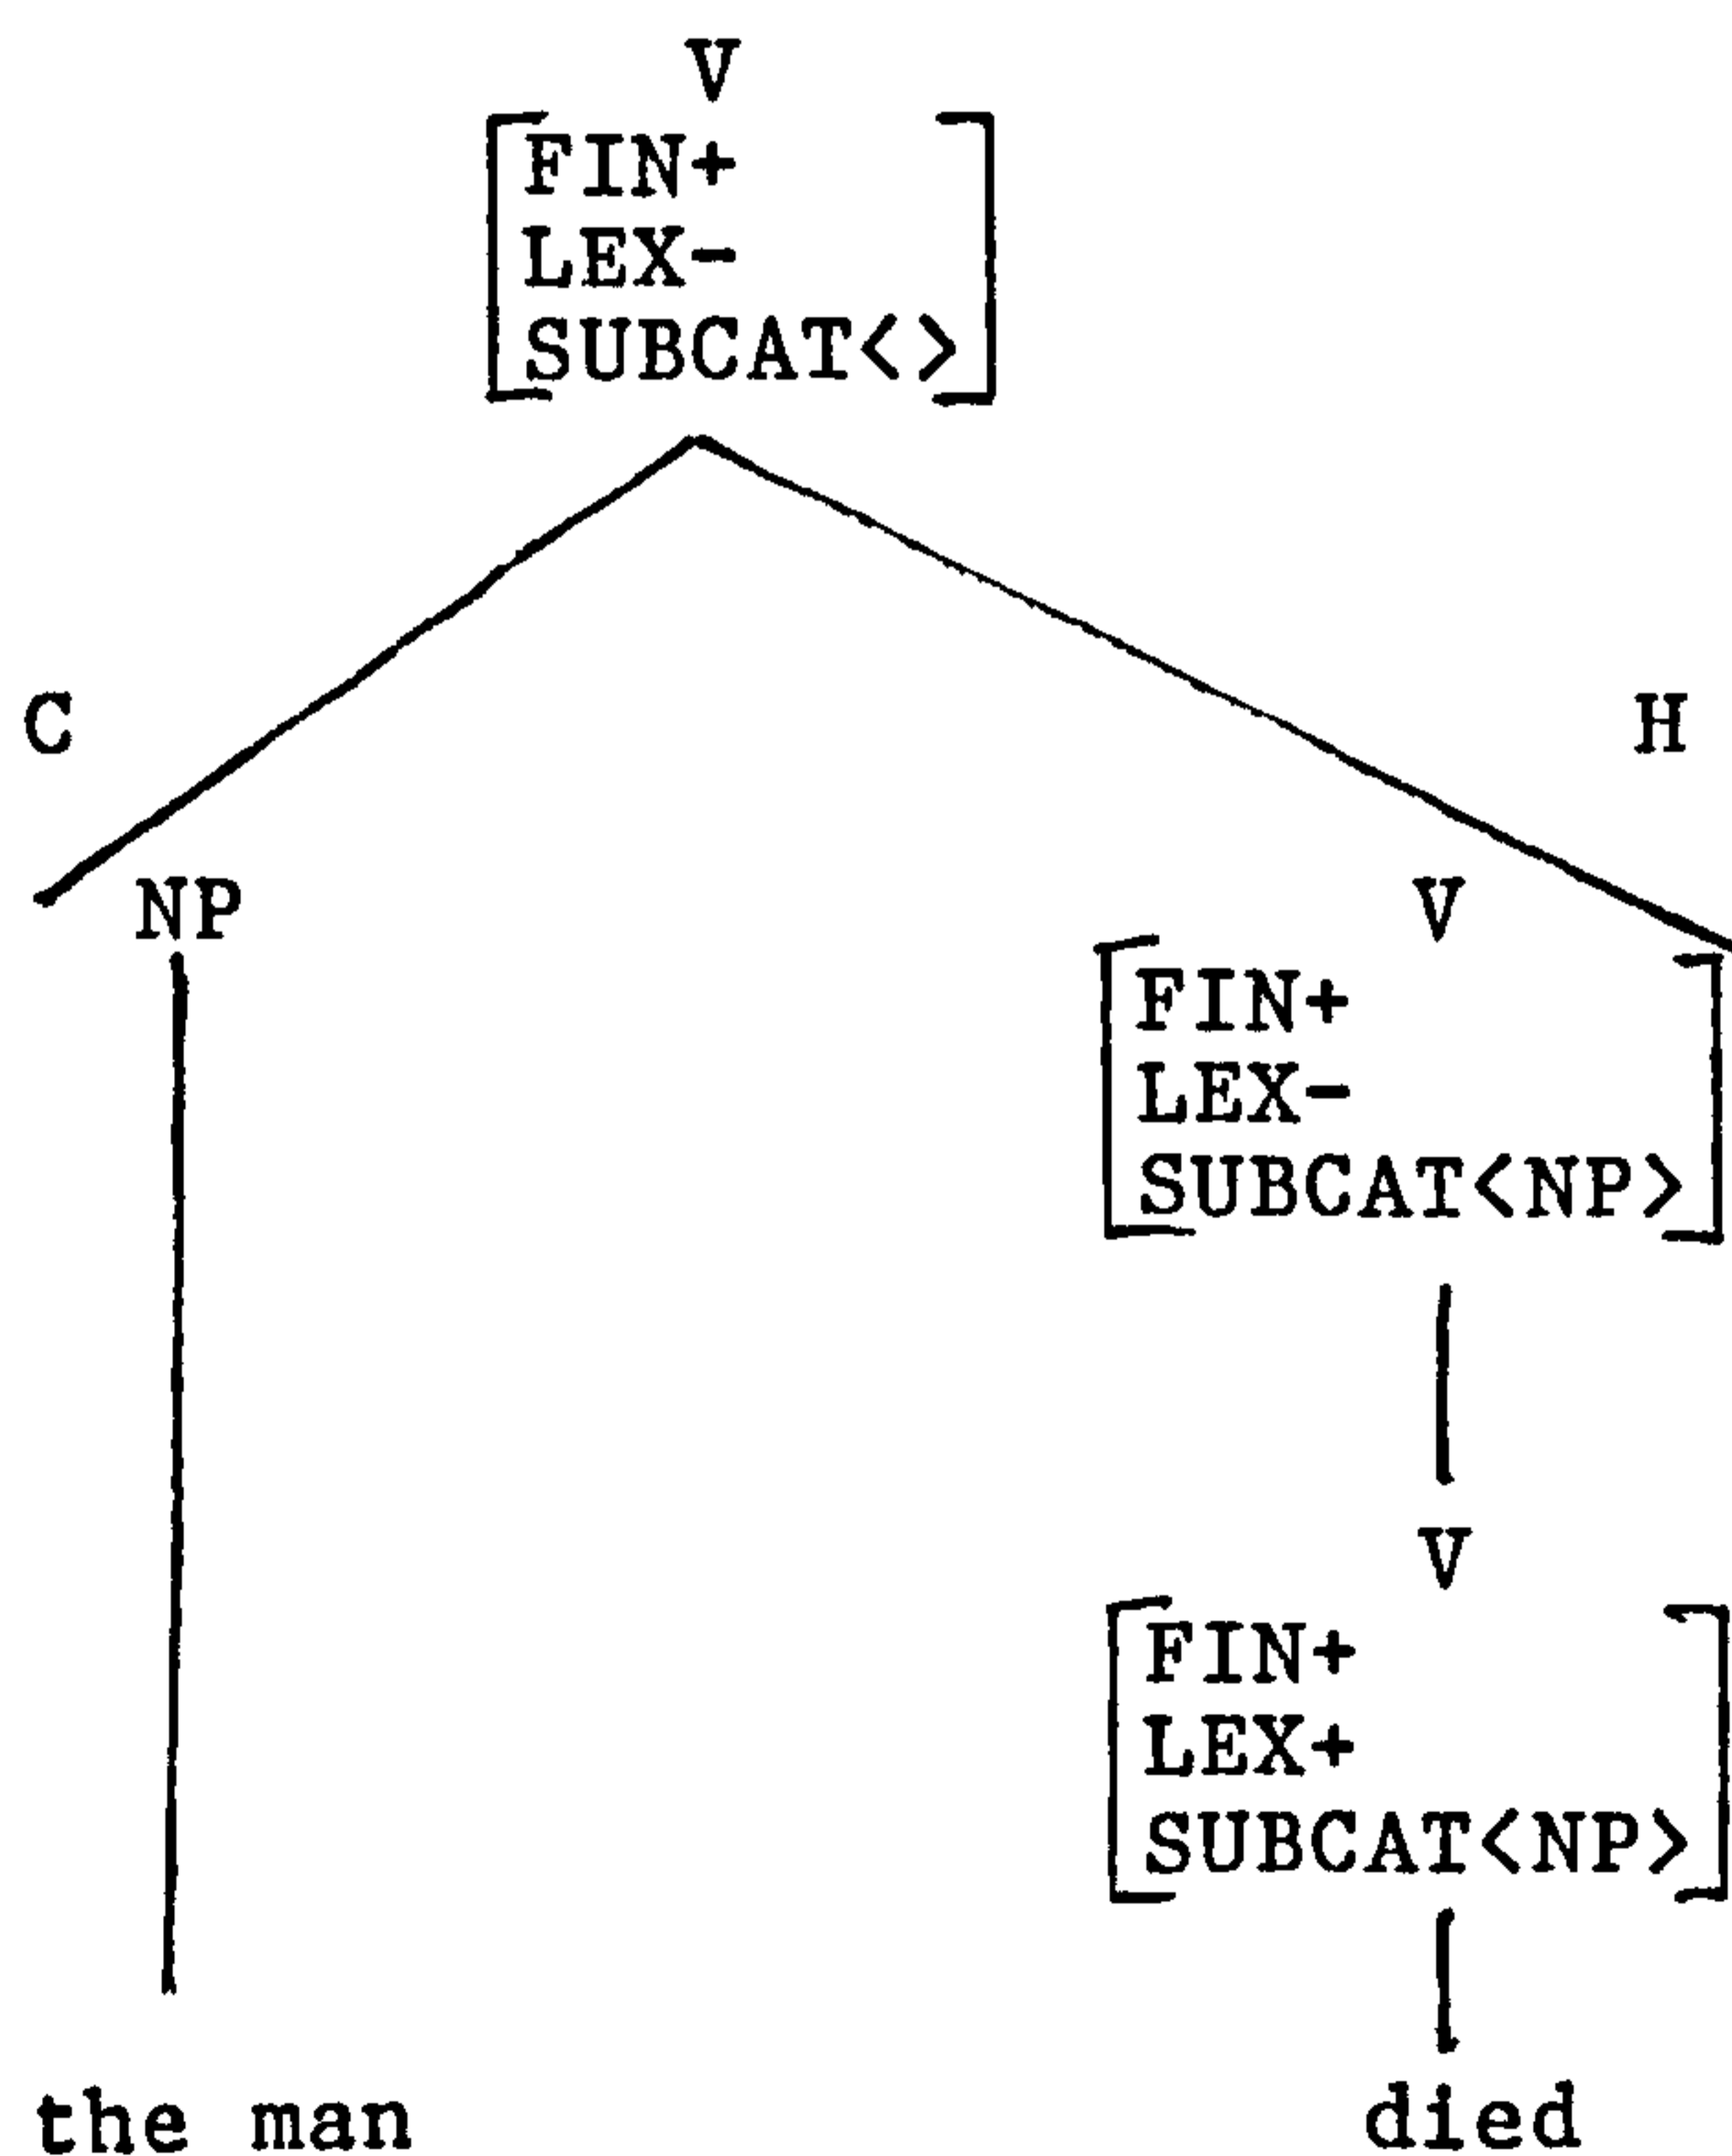 V
FIN+
LEX-
SUBCAT<>
C H
NP V
FIN+
LEX-
SUBCAT<NP>
V
FIN+
LEX+
SUBCAT<NP>
the man died